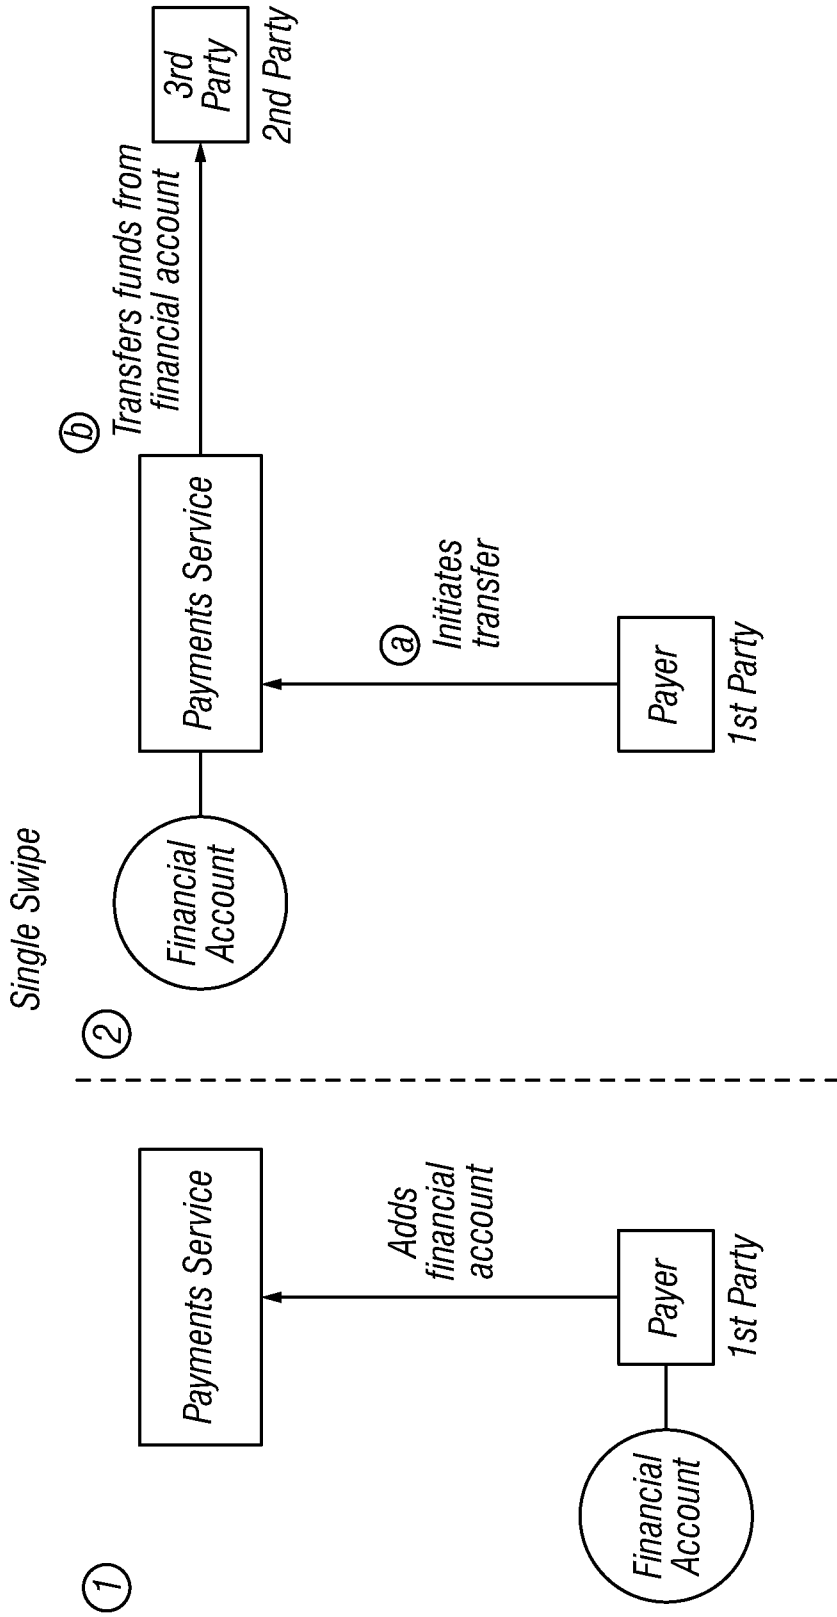 Single Swipe
1
Payments Service
Adds
financial
account
Financial
Account
Payer
1st Party
2
Financial
Account
Payments Service
b
Transfers funds from
financial account
3rd
Party
2nd Party
a
Initiates
transfer
Payer
1st Party